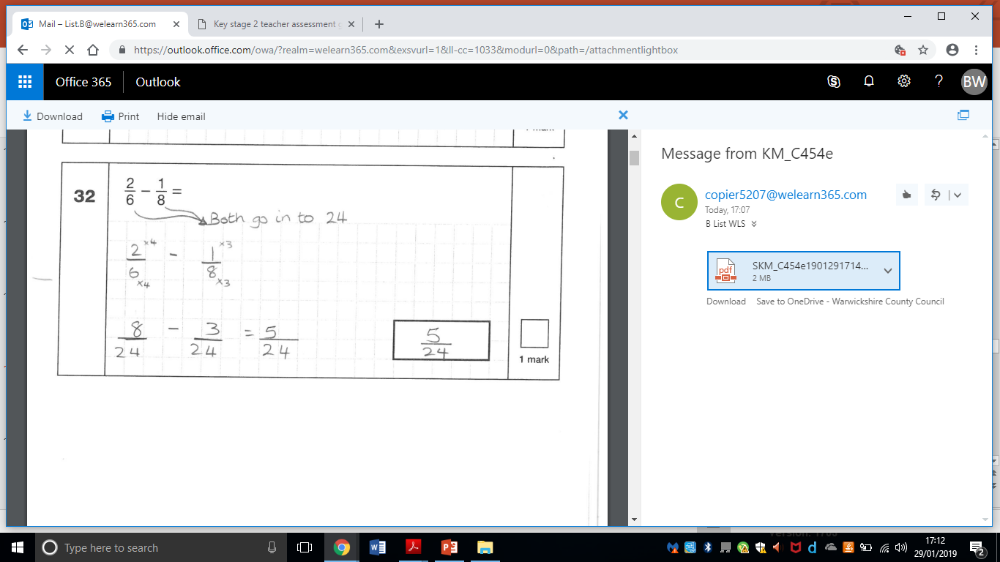 Mail – List.B@welearn365.com
Key stage 2 teacher assessment g
https://outlook.office.com/owa/?realm=welearn365.com&exsvurl=1&ll-cc=1033&modurl=0&path=/attachmentlightbox
Office 365 Outlook
BW
Download Print Hide email
32
2/6 − 1/8 =
Both go in to 24
2/6 ×4 ×4 − 1/8 ×3 ×3
8/24 − 3/24 = 5/24
5/24
1 mark
Message from KM_C454e
C
copier5207@welearn365.com
Today, 17:07
B List WLS
pdf
SKM_C454e1901291714...
2 MB
Download Save to OneDrive - Warwickshire County Council
Type here to search
17:12
29/01/2019
2